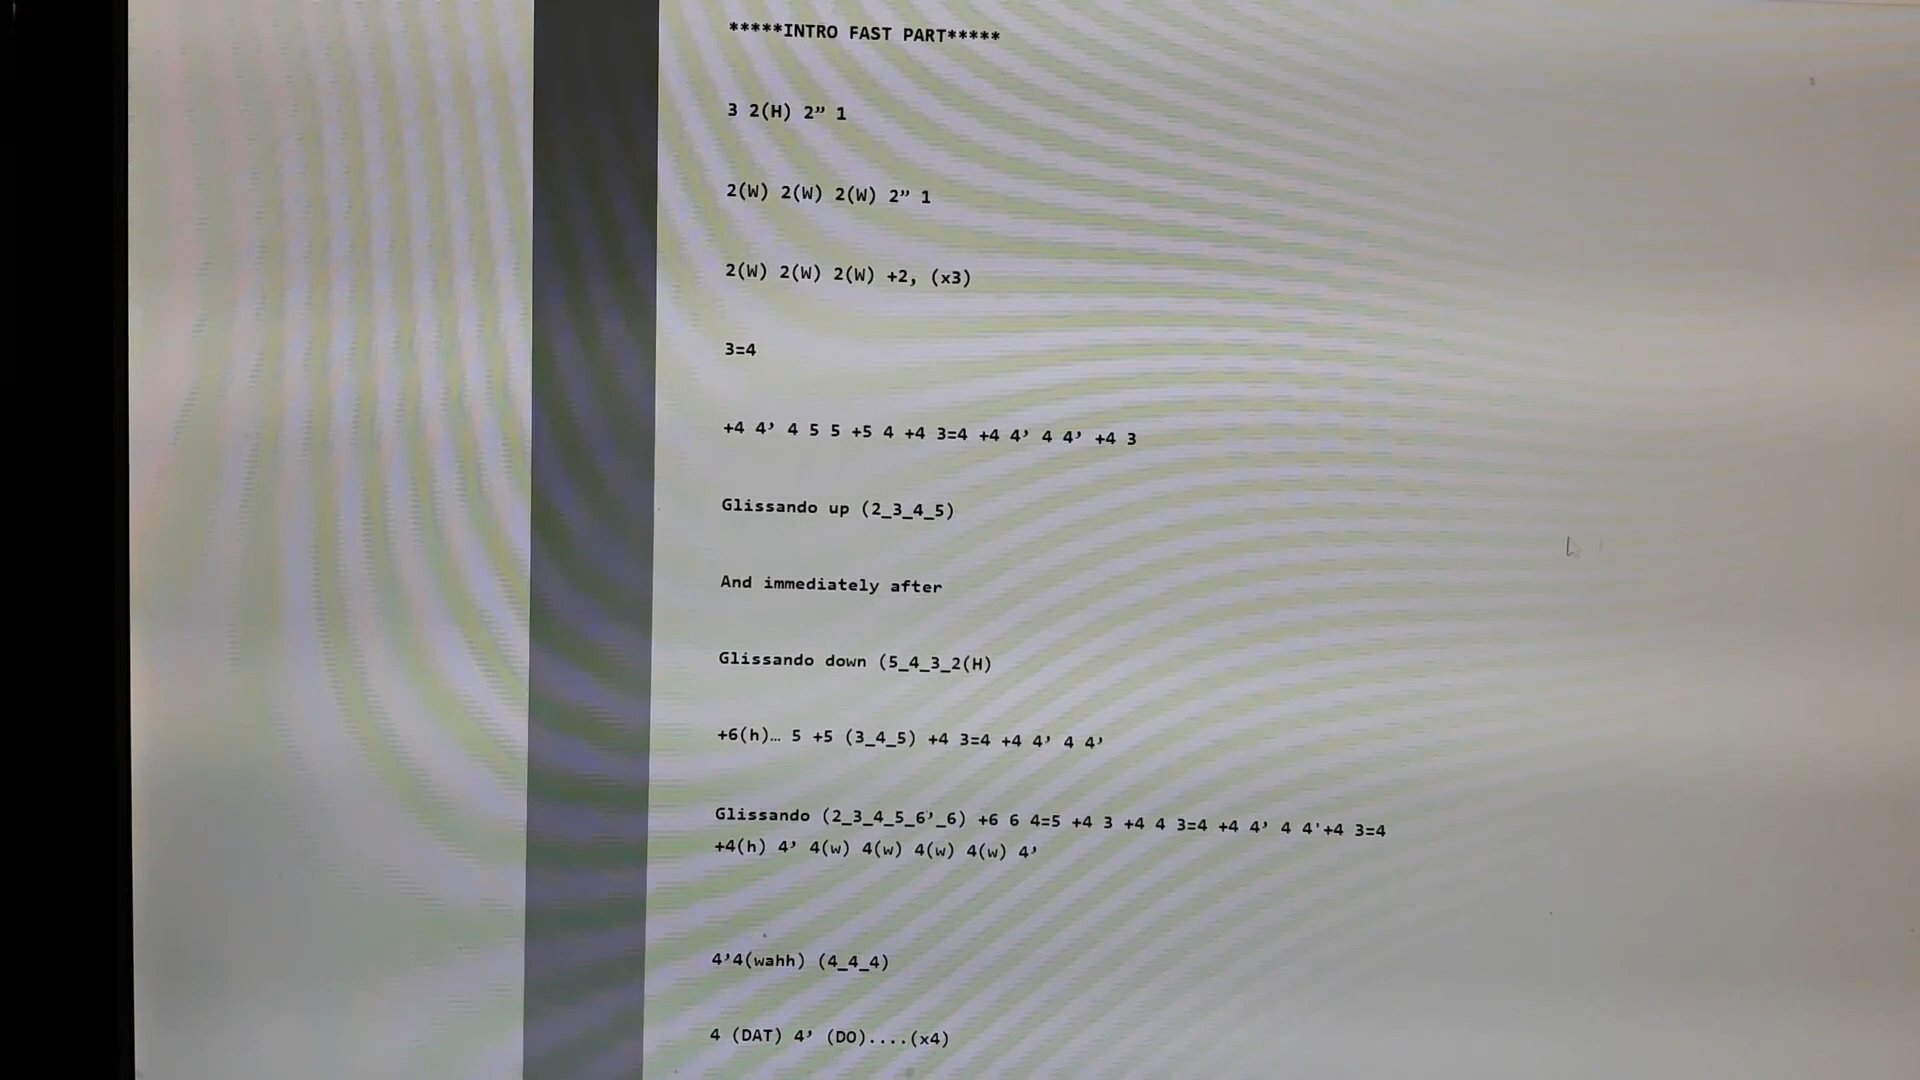 *****INTRO FAST PART*****
3 2(H) 2” 1
2(W) 2(W) 2(W) 2” 1
2(W) 2(W) 2(W) +2, (x3)
3=4
+4 4’ 4 5 5 +5 4 +4 3=4 +4 4’ 4 4’ +4 3
Glissando up (2_3_4_5)
And immediately after
Glissando down (5_4_3_2(H)
+6(h)… 5 +5 (3_4_5) +4 3=4 +4 4’ 4 4’
Glissando (2_3_4_5_6’_6) +6 6 4=5 +4 3 +4 4 3=4 +4 4’ 4 4'+4 3=4
+4(h) 4’ 4(w) 4(w) 4(w) 4(w) 4’
4’4(wahh) (4_4_4)
4 (DAT) 4’ (DO)....(x4)